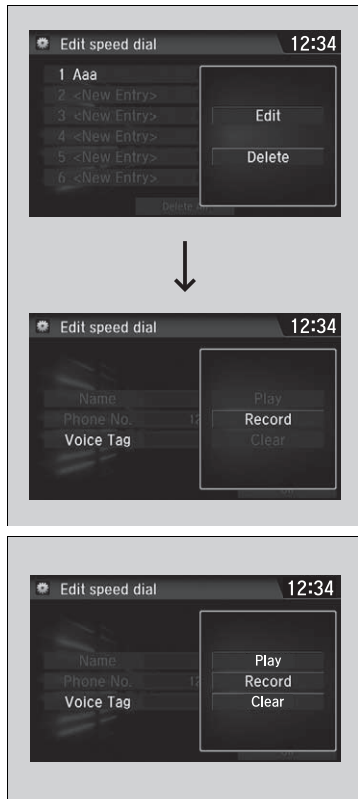 Edit speed dial 12:34
1 Aaa
2 <New Entry>
3 <New Entry>
4 <New Entry>
5 <New Entry>
6 <New Entry>
Edit
Delete
Edit speed dial 12:34
Name
Phone No. 12
Voice Tag
Play
Record
Clear
Edit speed dial 12:34
Name
Phone No. 12
Voice Tag
Play
Record
Clear